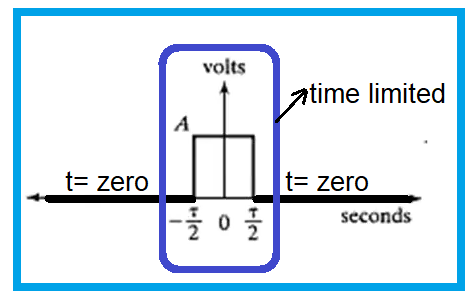 volts
time limited
A
t= zero
t= zero
-τ/2 0 τ/2
seconds